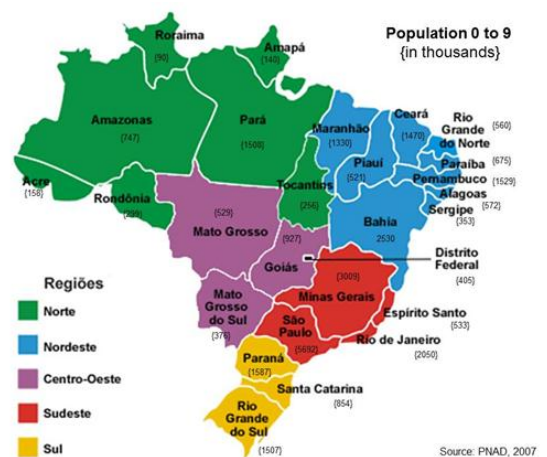 Population 0 to 9
{in thousands}
Roraima
{90}
Amapá
{140}
Amazonas
{747}
Pará
{1500}
Maranhão
{1330}
Ceará
{1470}
Rio
Grande
do Norte
{560}
Piauí
{521}
Paraíba
{675}
Pernambuco
{1529}
Alagoas
{572}
Sergipe
{353}
Acre
{158}
Rondônia
Tocantins
{256}
{529}
Mato Grosso
Bahia
2530
{927}
Goiás
Distrito
Federal
{405}
Regiões
Norte
Nordeste
Centro-Oeste
Sudeste
Sul
Mato
Grosso
do Sul
{376}
{3009}
Minas Gerais
Espírito Santo
{533}
São
Paulo
{5692}
Rio de Janeiro
{2050}
Paraná
{1587}
Santa Catarina
{854}
Rio
Grande
do Sul
{1507}
Source: PNAD, 2007